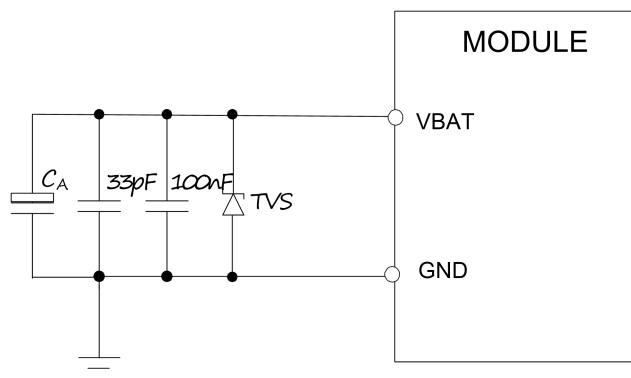 MODULE
VBAT
CA
33pF
100nF
TVS
GND